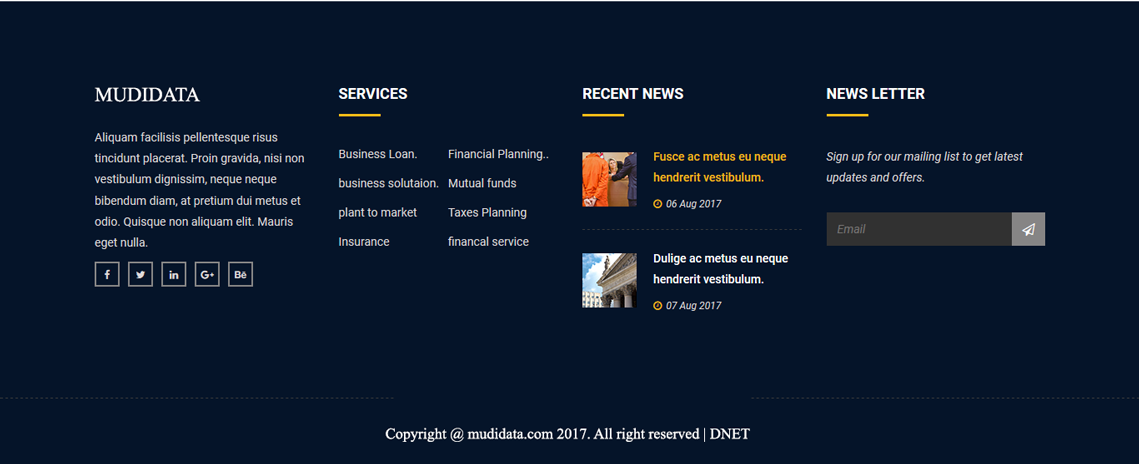 MUDIDATA
Aliquam facilisis pellentesque risus
tincidunt placerat. Proin gravida, nisi non
vestibulum dignissim, neque neque
bibendum diam, at pretium dui metus et
odio. Quisque non aliquam elit. Mauris
eget nulla.
f
in
G+
Bē
SERVICES
Business Loan.
Financial Planning..
business solutaion.
Mutual funds
plant to market
Taxes Planning
Insurance
financal service
RECENT NEWS
Fusce ac metus eu neque
hendrerit vestibulum.
06 Aug 2017
Dulige ac metus eu neque
hendrerit vestibulum.
07 Aug 2017
NEWS LETTER
Sign up for our mailing list to get latest
updates and offers.
Email
Copyright @ mudidata.com 2017. All right reserved | DNET